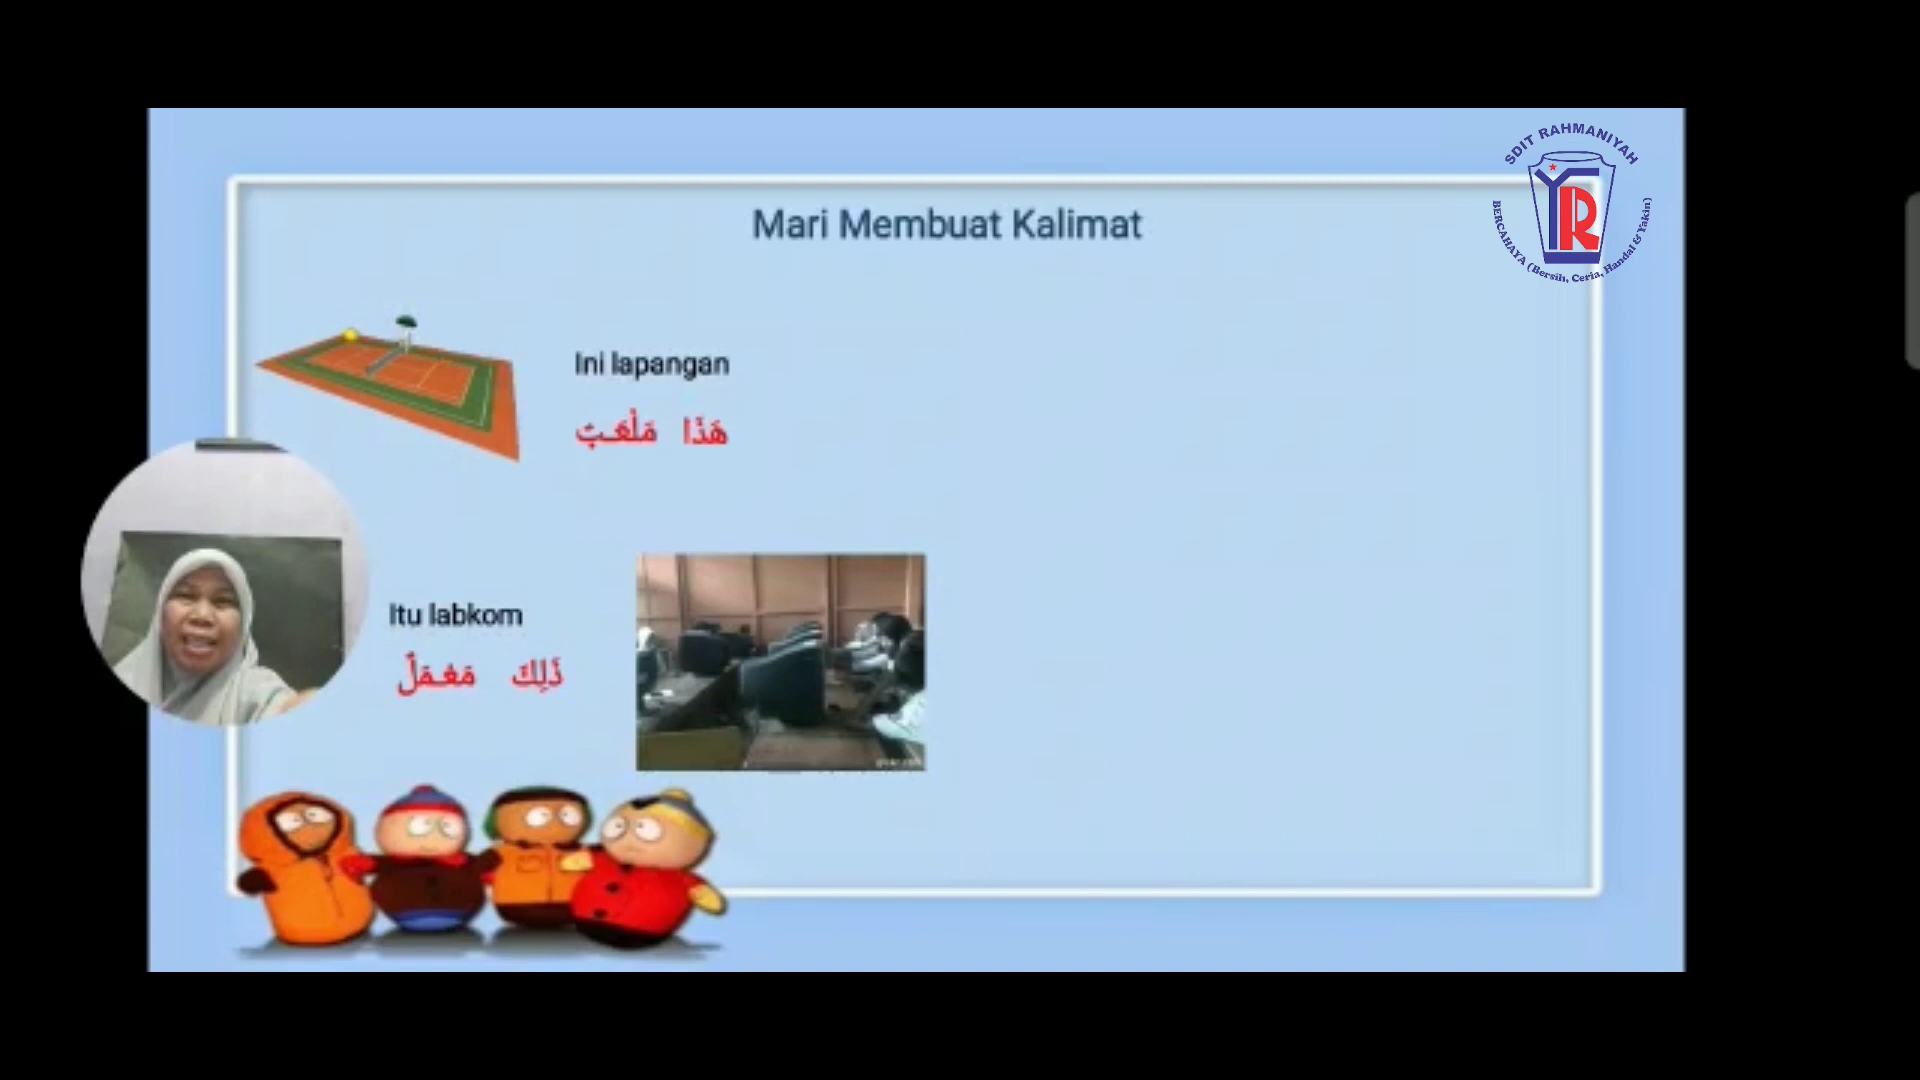 SDIT RAHMANIYAH
BERCAHAYA (Bersih, Ceria, Handal & Yakin)
Mari Membuat Kalimat
Ini lapangan
هَذَا مَلْعَبٌ
Itu labkom
ذَلِكَ مَعْمَلٌ